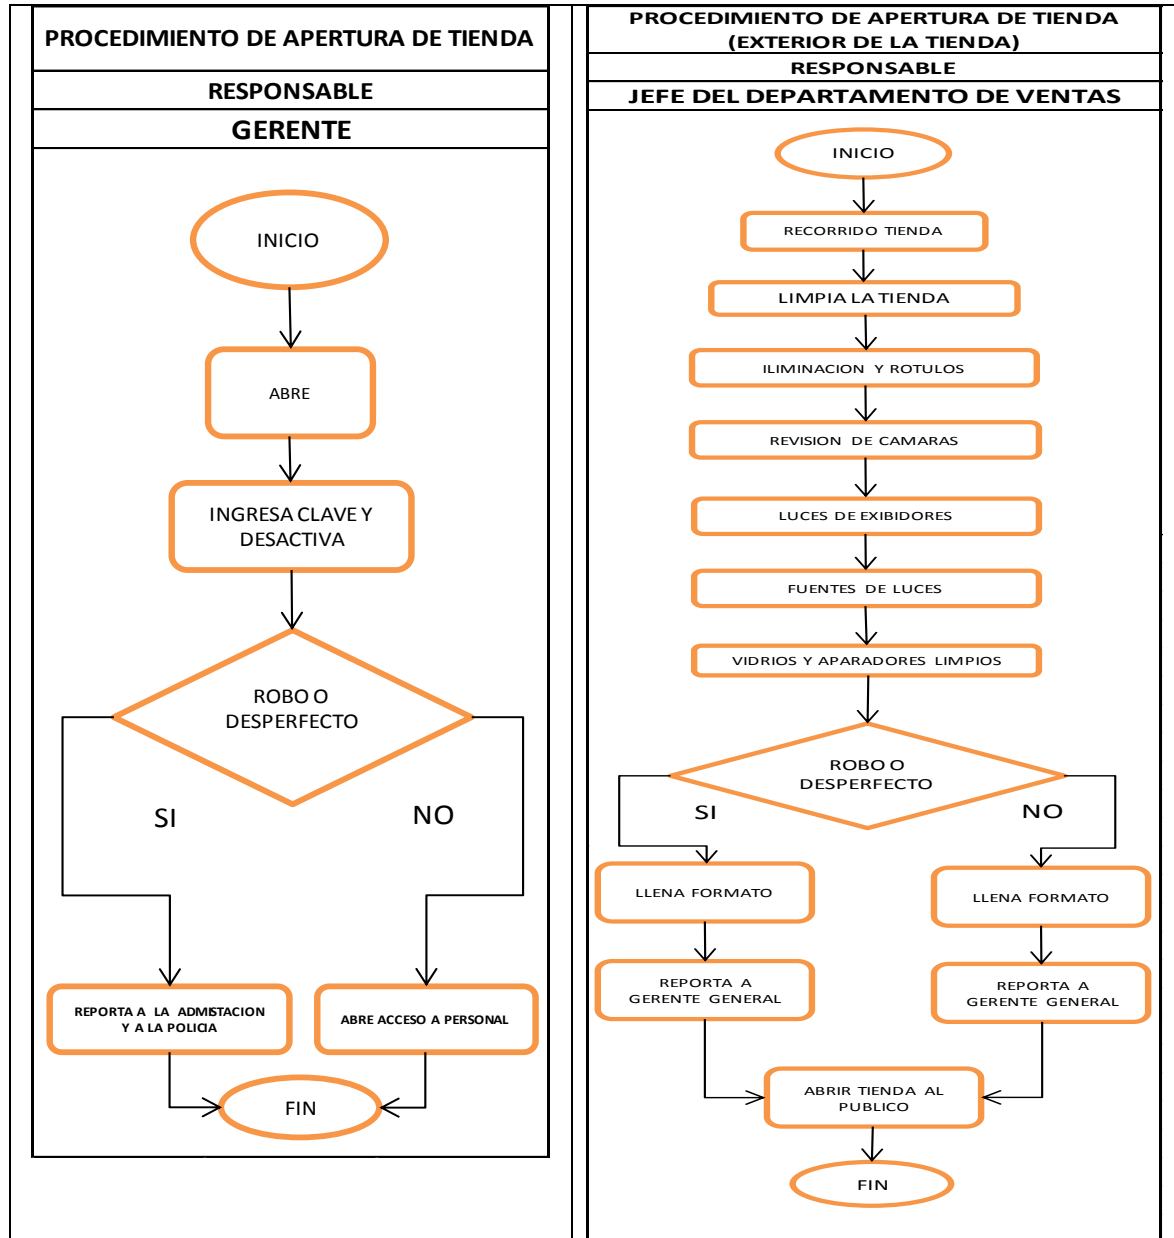 PROCEDIMIENTO DE APERTURA DE TIENDA
RESPONSABLE
GERENTE
INICIO
ABRE
INGRESA CLAVE Y
DESACTIVA
ROBO O
DESPERFECTO
SI
NO
REPORTA A LA ADMISTACION
Y A LA POLICIA
ABRE ACCESO A PERSONAL
FIN
PROCEDIMIENTO DE APERTURA DE TIENDA
(EXTERIOR DE LA TIENDA)
RESPONSABLE
JEFE DEL DEPARTAMENTO DE VENTAS
INICIO
RECORRIDO TIENDA
LIMPIA LA TIENDA
ILIMINACION Y ROTULOS
REVISION DE CAMARAS
LUCES DE EXIBIDORES
FUENTES DE LUCES
VIDRIOS Y APARADORES LIMPIOS
ROBO O
DESPERFECTO
SI
NO
LLENA FORMATO
LLENA FORMATO
REPORTA A
GERENTE GENERAL
REPORTA A
GERENTE GENERAL
ABRIR TIENDA AL
PUBLICO
FIN